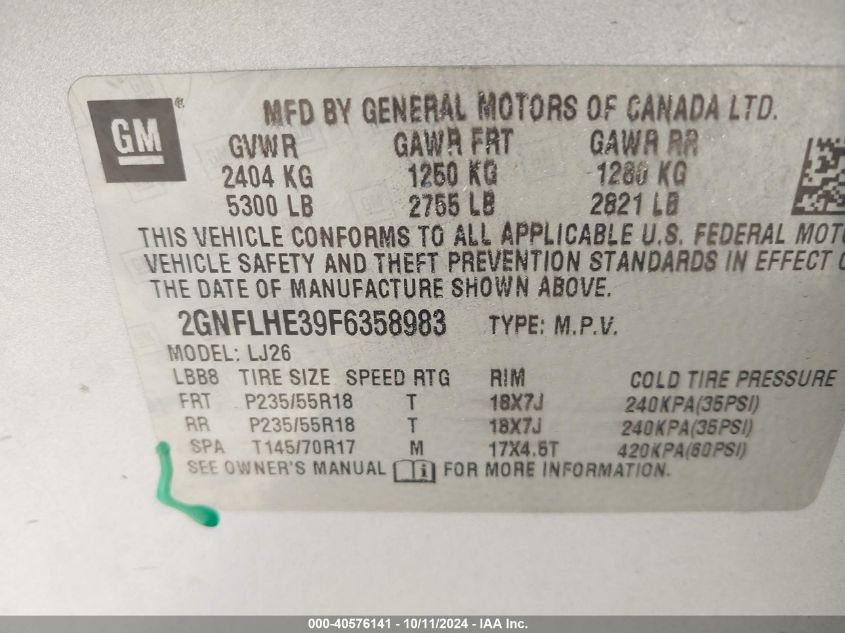 GM
MFD BY GENERAL MOTORS OF CANADA LTD.
GVWR GAWR FRT GAWR RR
2404 KG 1250 KG 1280 KG
5300 LB 2755 LB 2821 LB
THIS VEHICLE CONFORMS TO ALL APPLICABLE U.S. FEDERAL
VEHICLE SAFETY AND THEFT PREVENTION STANDARDS IN EFFECT
THE DATE OF MANUFACTURE SHOWN ABOVE.
2GNFLHE39F6358983 TYPE: M.P.V.
MODEL: LJ26
LBB8 TIRE SIZE SPEED RTG RIM COLD TIRE PRESSURE
FRT P235/55R18 T 18X7J 240KPA(35PSI)
RR P235/55R18 T 18X7J 240KPA(35PSI)
SPA T145/70R17 M 17X4.5T 420KPA(60PSI)
SEE OWNER'S MANUAL FOR MORE INFORMATION.
000-40576141 - 10/11/2024 - IAA Inc.